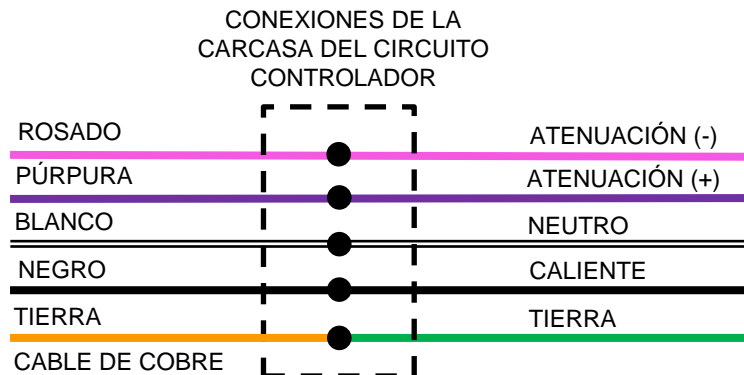 CONEXIONES DE LA
CARCASA DEL CIRCUITO
CONTROLADOR
ROSADO
ATENUACIÓN (-)
PÚRPURA
ATENUACIÓN (+)
BLANCO
NEUTRO
NEGRO
CALIENTE
TIERRA
TIERRA
CABLE DE COBRE